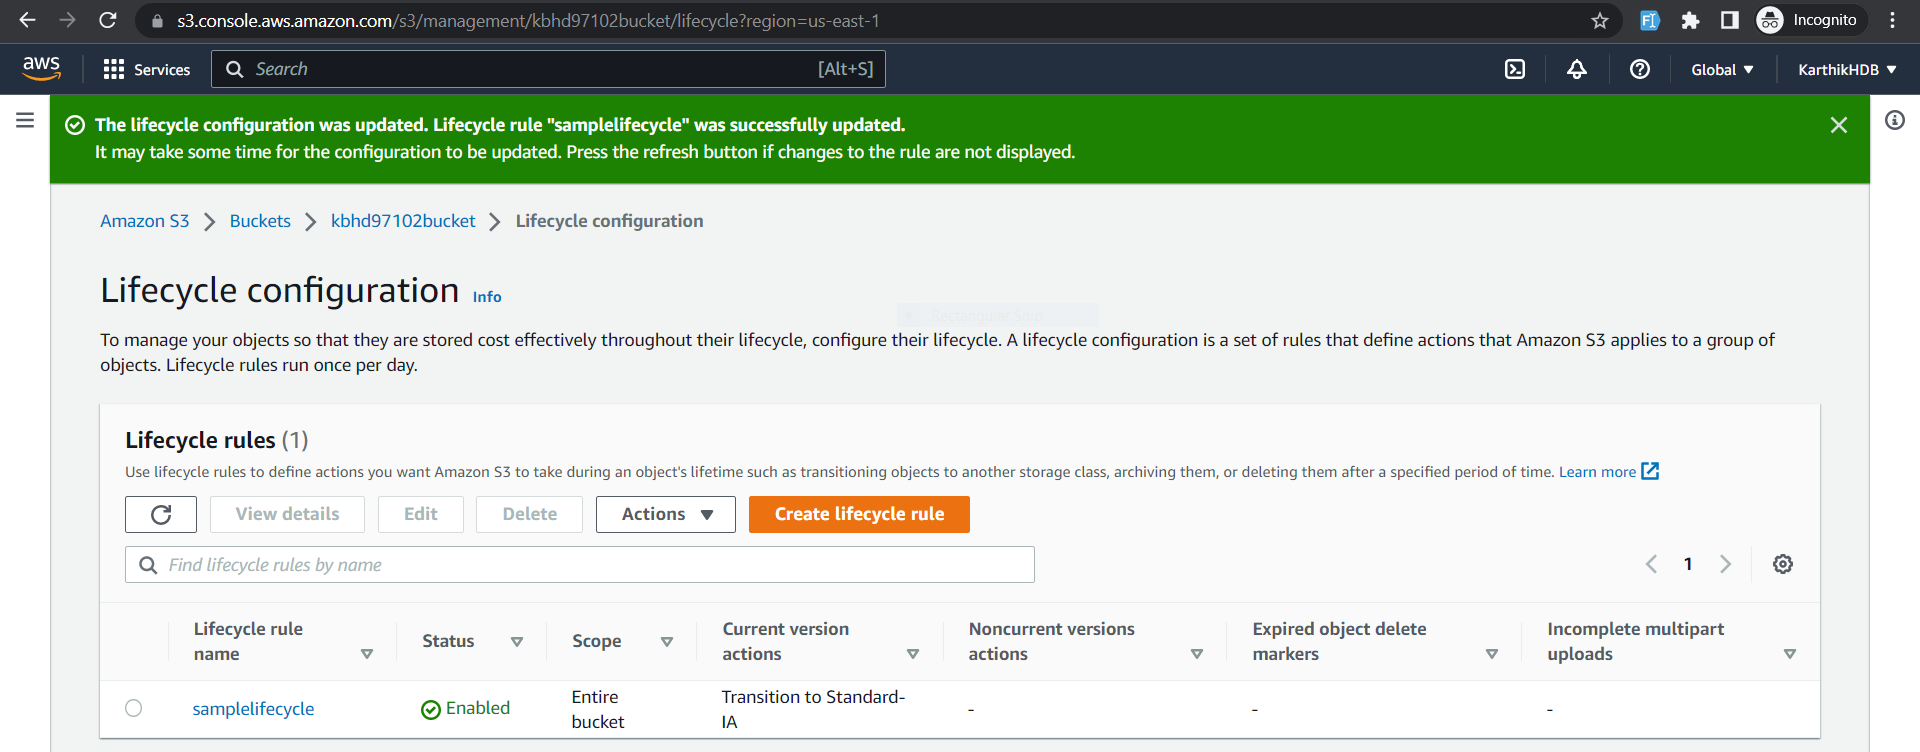 s3.console.aws.amazon.com/s3/management/kbhd97102bucket/lifecycle?region=us-east-1
Incognito
aws
Services
Search
[Alt+S]
Global
KarthikHDB
The lifecycle configuration was updated. Lifecycle rule "samplelifecycle" was successfully updated.
It may take some time for the configuration to be updated. Press the refresh button if changes to the rule are not displayed.
Amazon S3
Buckets
kbhd97102bucket
Lifecycle configuration
Lifecycle configuration
Info
Rectangular Snip
To manage your objects so that they are stored cost effectively throughout their lifecycle, configure their lifecycle. A lifecycle configuration is a set of rules that define actions that Amazon S3 applies to a group of
objects. Lifecycle rules run once per day.
Lifecycle rules (1)
Use lifecycle rules to define actions you want Amazon S3 to take during an object's lifetime such as transitioning objects to another storage class, archiving them, or deleting them after a specified period of time. Learn more
View details
Edit
Delete
Actions
Create lifecycle rule
Find lifecycle rules by name
1
Lifecycle rule
name
Status
Scope
Current version
actions
Noncurrent versions
actions
Expired object delete
markers
Incomplete multipart
uploads
samplelifecycle
Enabled
Entire
bucket
Transition to Standard-
IA
-
-
-